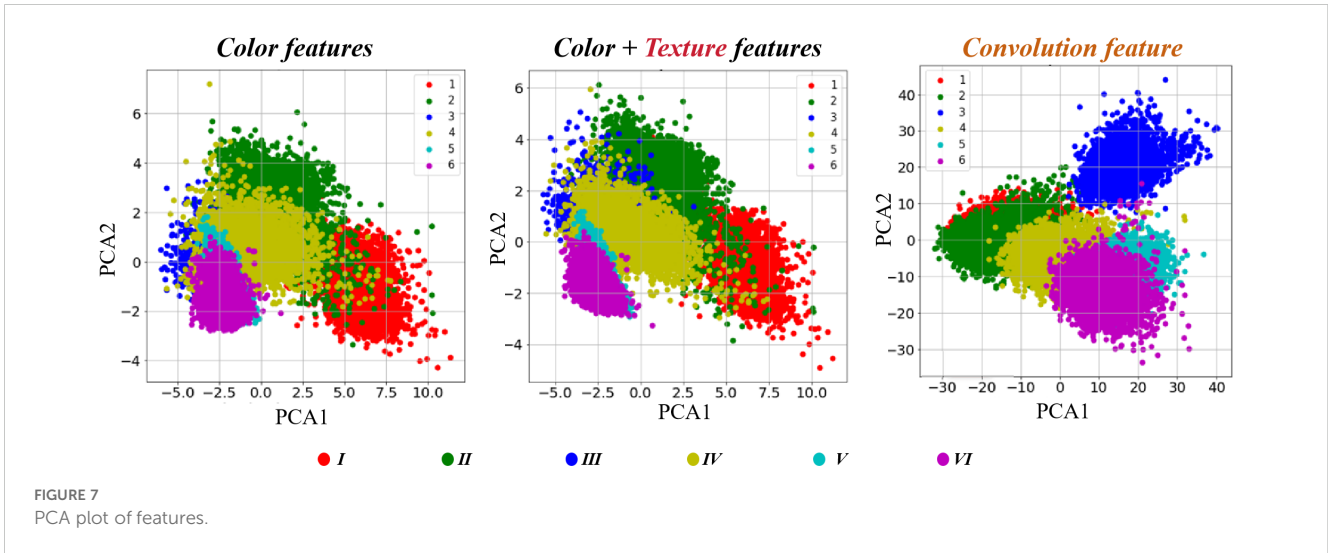 Color features
Color + Texture features
Convolution feature
1
2
3
4
5
6
6
4
2
0
−2
−4
PCA2
−5.0 −2.5 0.0 2.5 5.0 7.5 10.0
PCA1
1
2
3
4
5
6
6
4
2
0
−2
−4
PCA2
−5.0 −2.5 0.0 2.5 5.0 7.5 10.0
PCA1
1
2
3
4
5
6
40
30
20
10
0
−10
−20
−30
PCA2
−30 −20 −10 0 10 20 30 40
PCA1
I II III IV V VI
FIGURE 7
PCA plot of features.